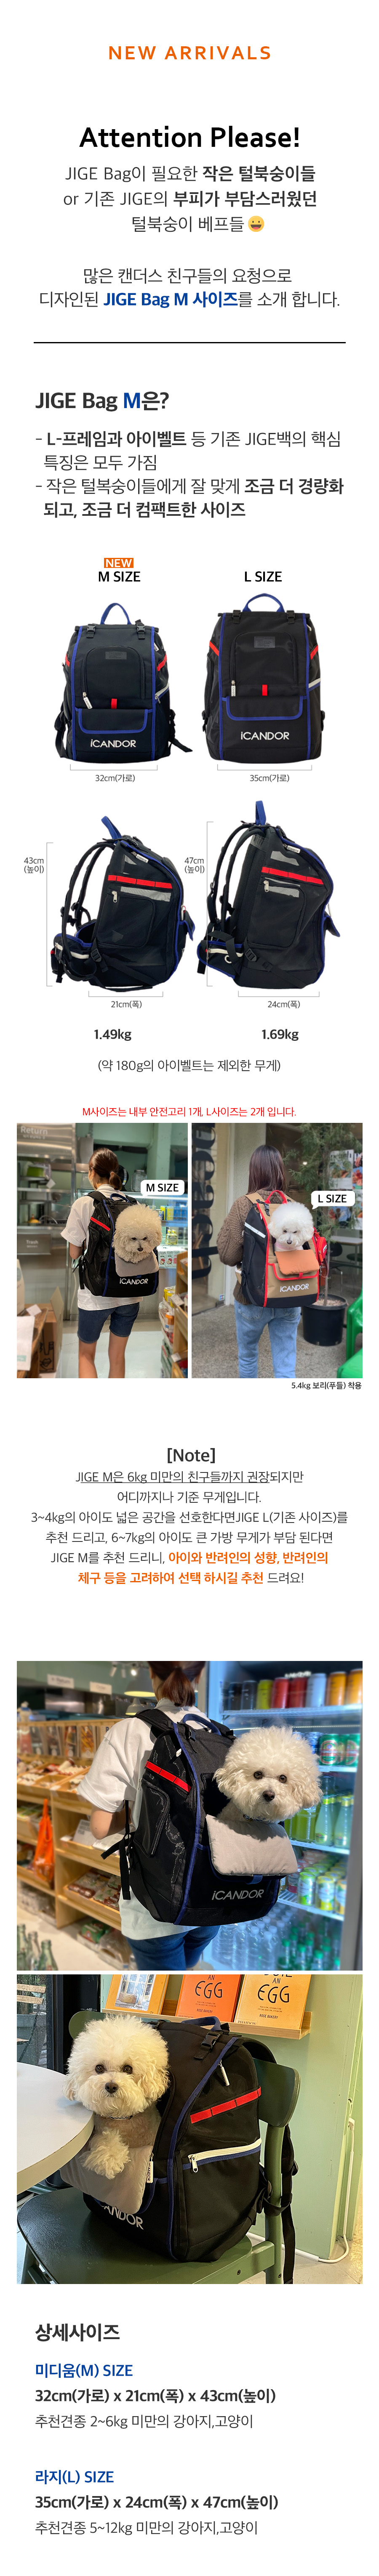 NEW ARRIVALS
Attention Please!
JIGE Bag이 필요한 작은 털북숭이들
or 기존 JIGE의 부피가 부담스러웠던
털북숭이 베프들
많은 캔더스 친구들의 요청으로
디자인된 JIGE Bag M 사이즈를 소개 합니다.
JIGE Bag M은?
- L-프레임과 아이벨트 등 기존 JIGE백의 핵심
특징은 모두 가짐
- 작은 털복숭이들에게 잘 맞게 조금 더 경량화
되고, 조금 더 컴팩트한 사이즈
NEW
M SIZE
L SIZE
iCANDOR
iCANDOR
32cm(가로)
35cm(가로)
43cm
(높이)
47cm
(높이)
21cm(폭)
24cm(폭)
1.49kg
1.69kg
(약 180g의 아이벨트는 제외한 무게)
M사이즈는 내부 안전고리 1개, L사이즈는 2개 입니다.
Return
M SIZE
L SIZE
iCANDOR
iCANDOR
5.4kg 보리(푸들) 착용
[Note]
JIGE M은 6kg 미만의 친구들까지 권장되지만
어디까지나 기준 무게입니다.
3~4kg의 아이도 넓은 공간을 선호한다면JIGE L(기존 사이즈)를
추천 드리고, 6~7kg의 아이도 큰 가방 무게가 부담 된다면
JIGE M를 추천 드리니, 아이와 반려인의 성향, 반려인의
체구 등을 고려하여 선택 하시길 추천 드려요!
iCANDOR
AN
EGG
EGG
CANDOR
상세사이즈
미디움(M) SIZE
32cm(가로) x 21cm(폭) x 43cm(높이)
추천견종 2~6kg 미만의 강아지,고양이
라지(L) SIZE
35cm(가로) x 24cm(폭) x 47cm(높이)
추천견종 5~12kg 미만의 강아지,고양이